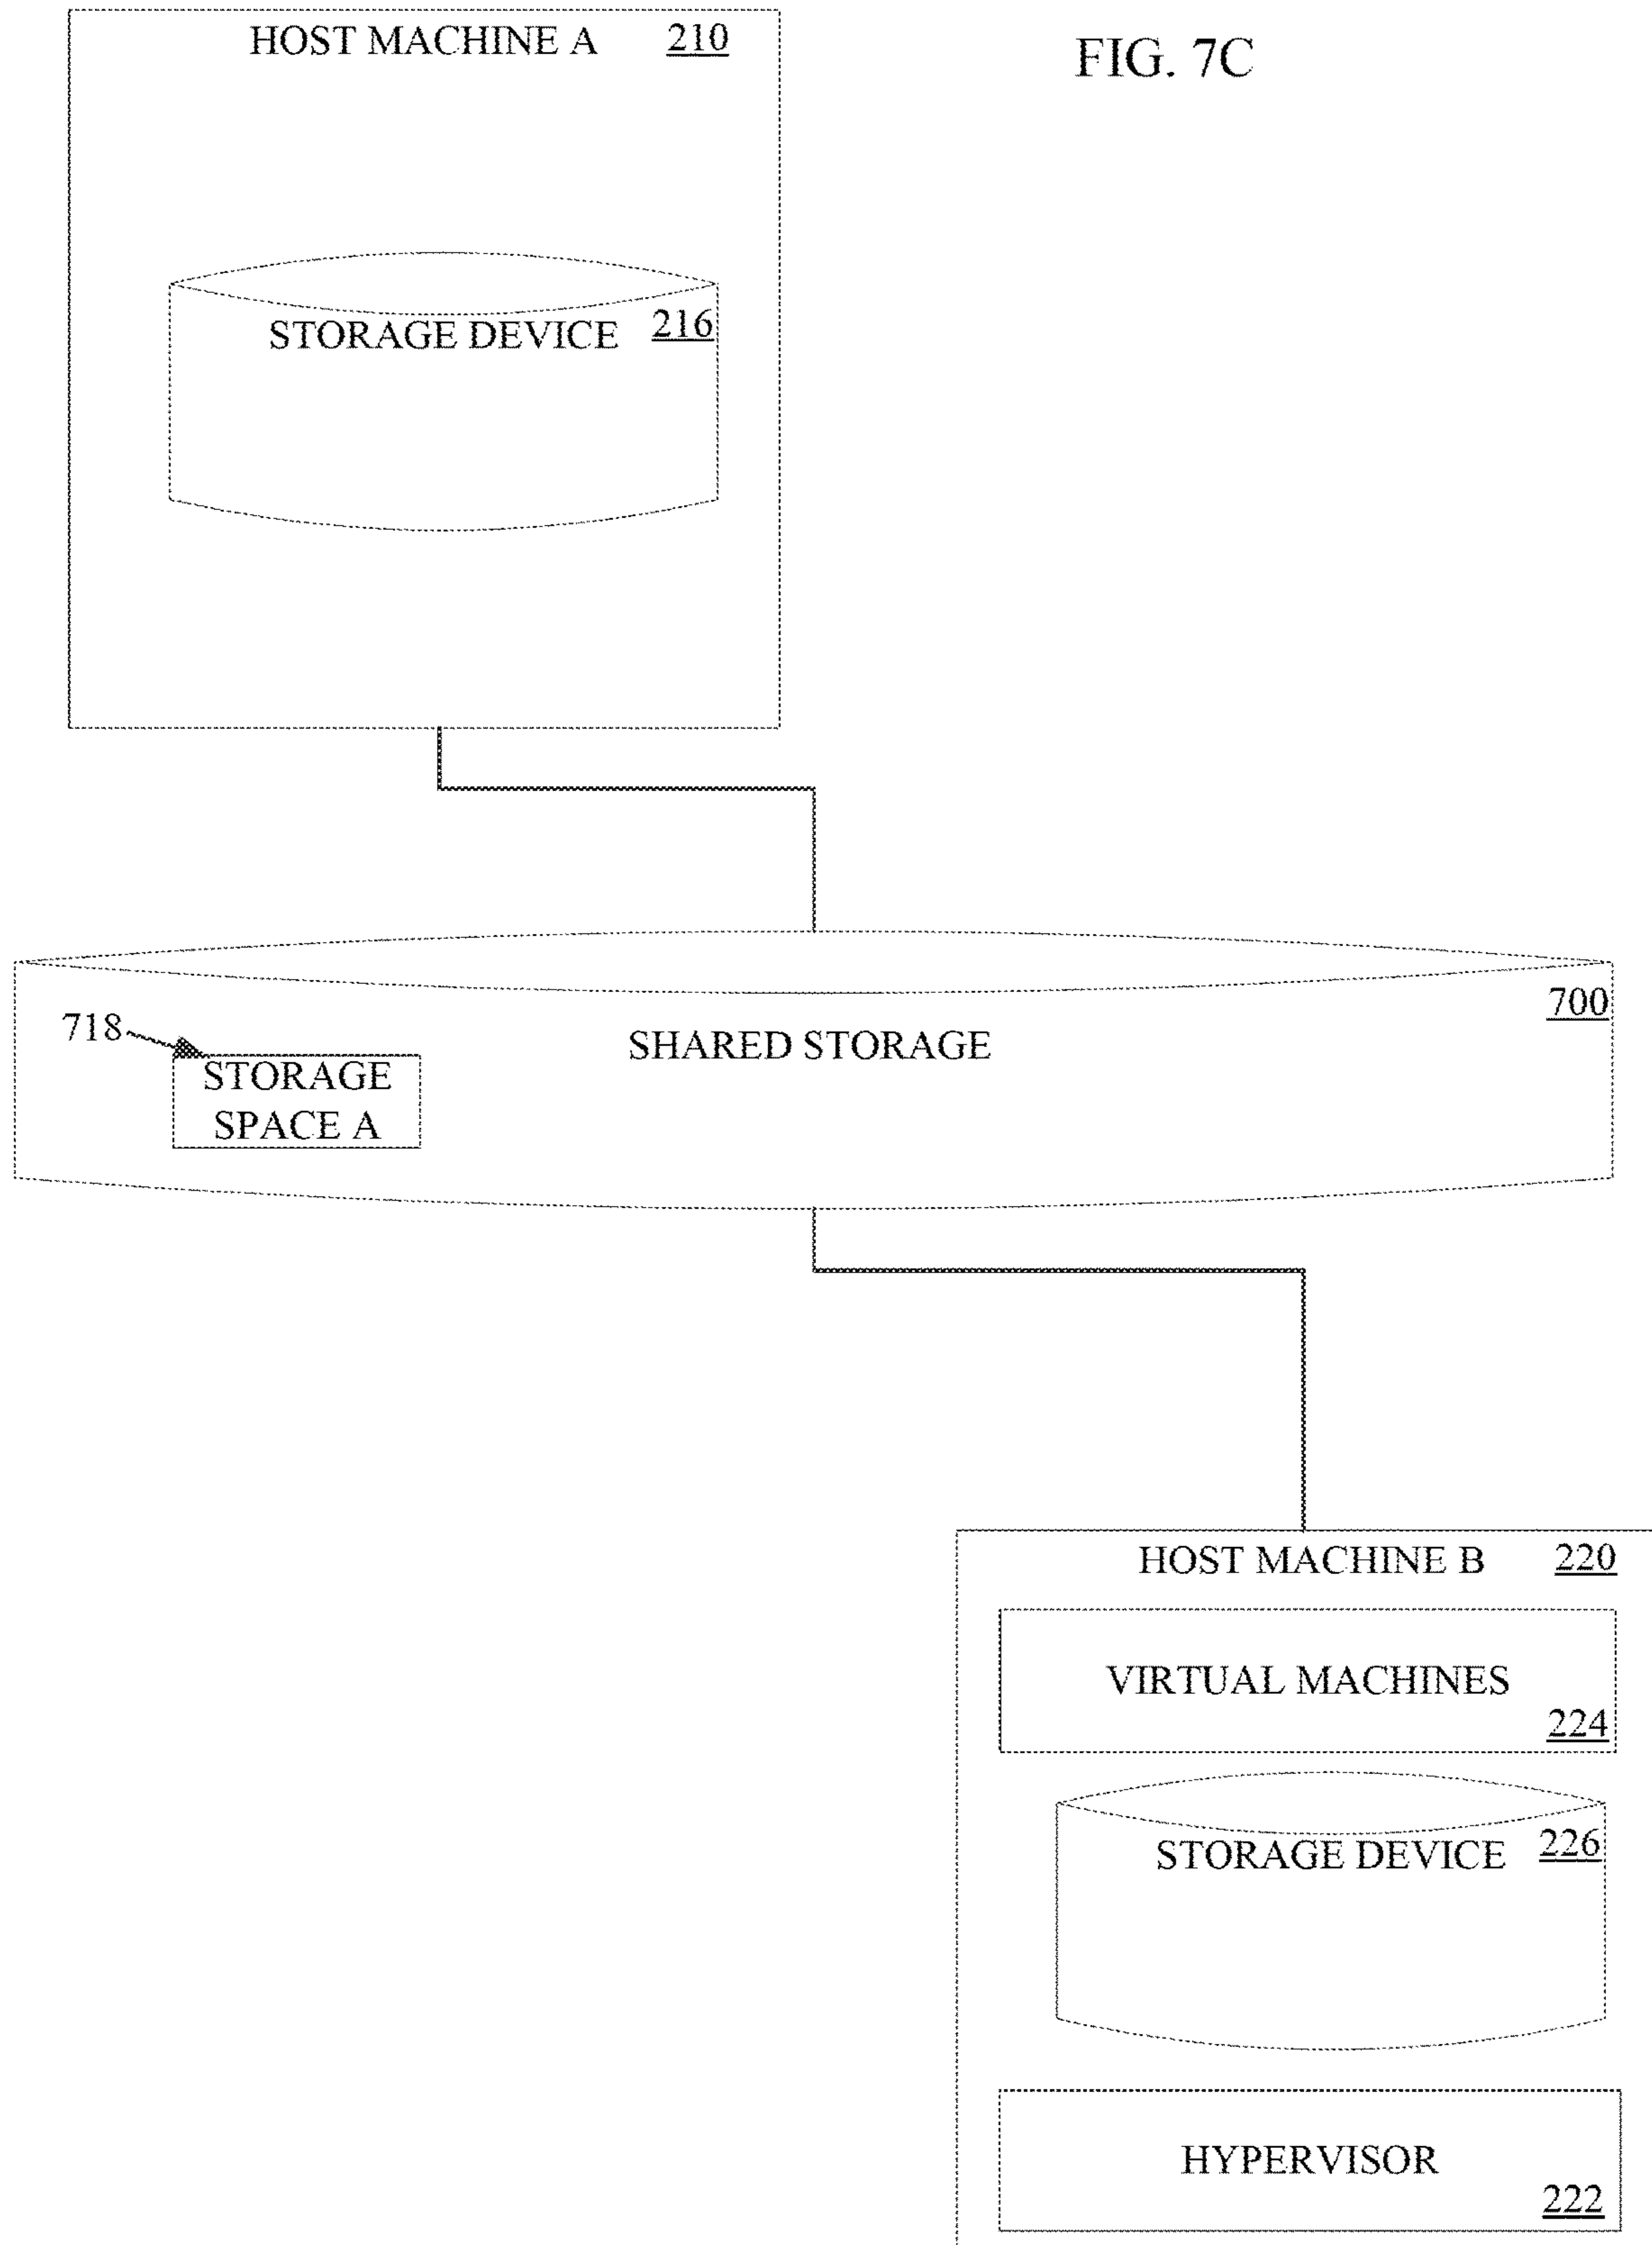 HOST MACHINE A 210
FIG. 7C
STORAGE DEVICE 216
700
718
SHARED STORAGE
STORAGE
SPACE A
HOST MACHINE B 220
VIRTUAL MACHINES
224
STORAGE DEVICE 226
HYPERVISOR
222